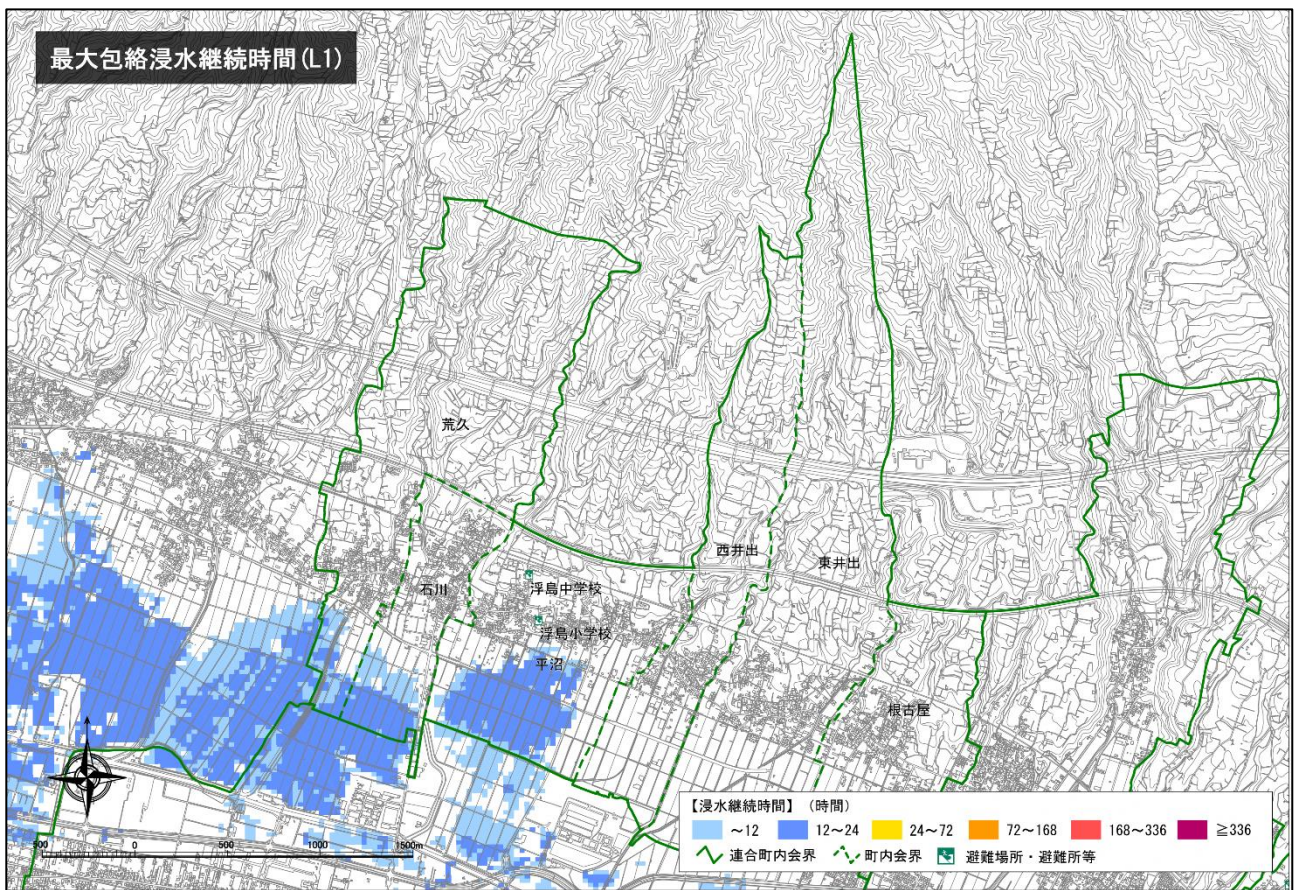 最大包絡浸水継続時間(L1)
荒久
西井出
東井出
石川
浮島中学校
浮島小学校
平沼
根古屋
500 0 500 1000 1500m
【浸水継続時間】 (時間)
～12 12～24 24～72 72～168 168～336 ≧336
連合町内会界 町内会界 避難場所・避難所等